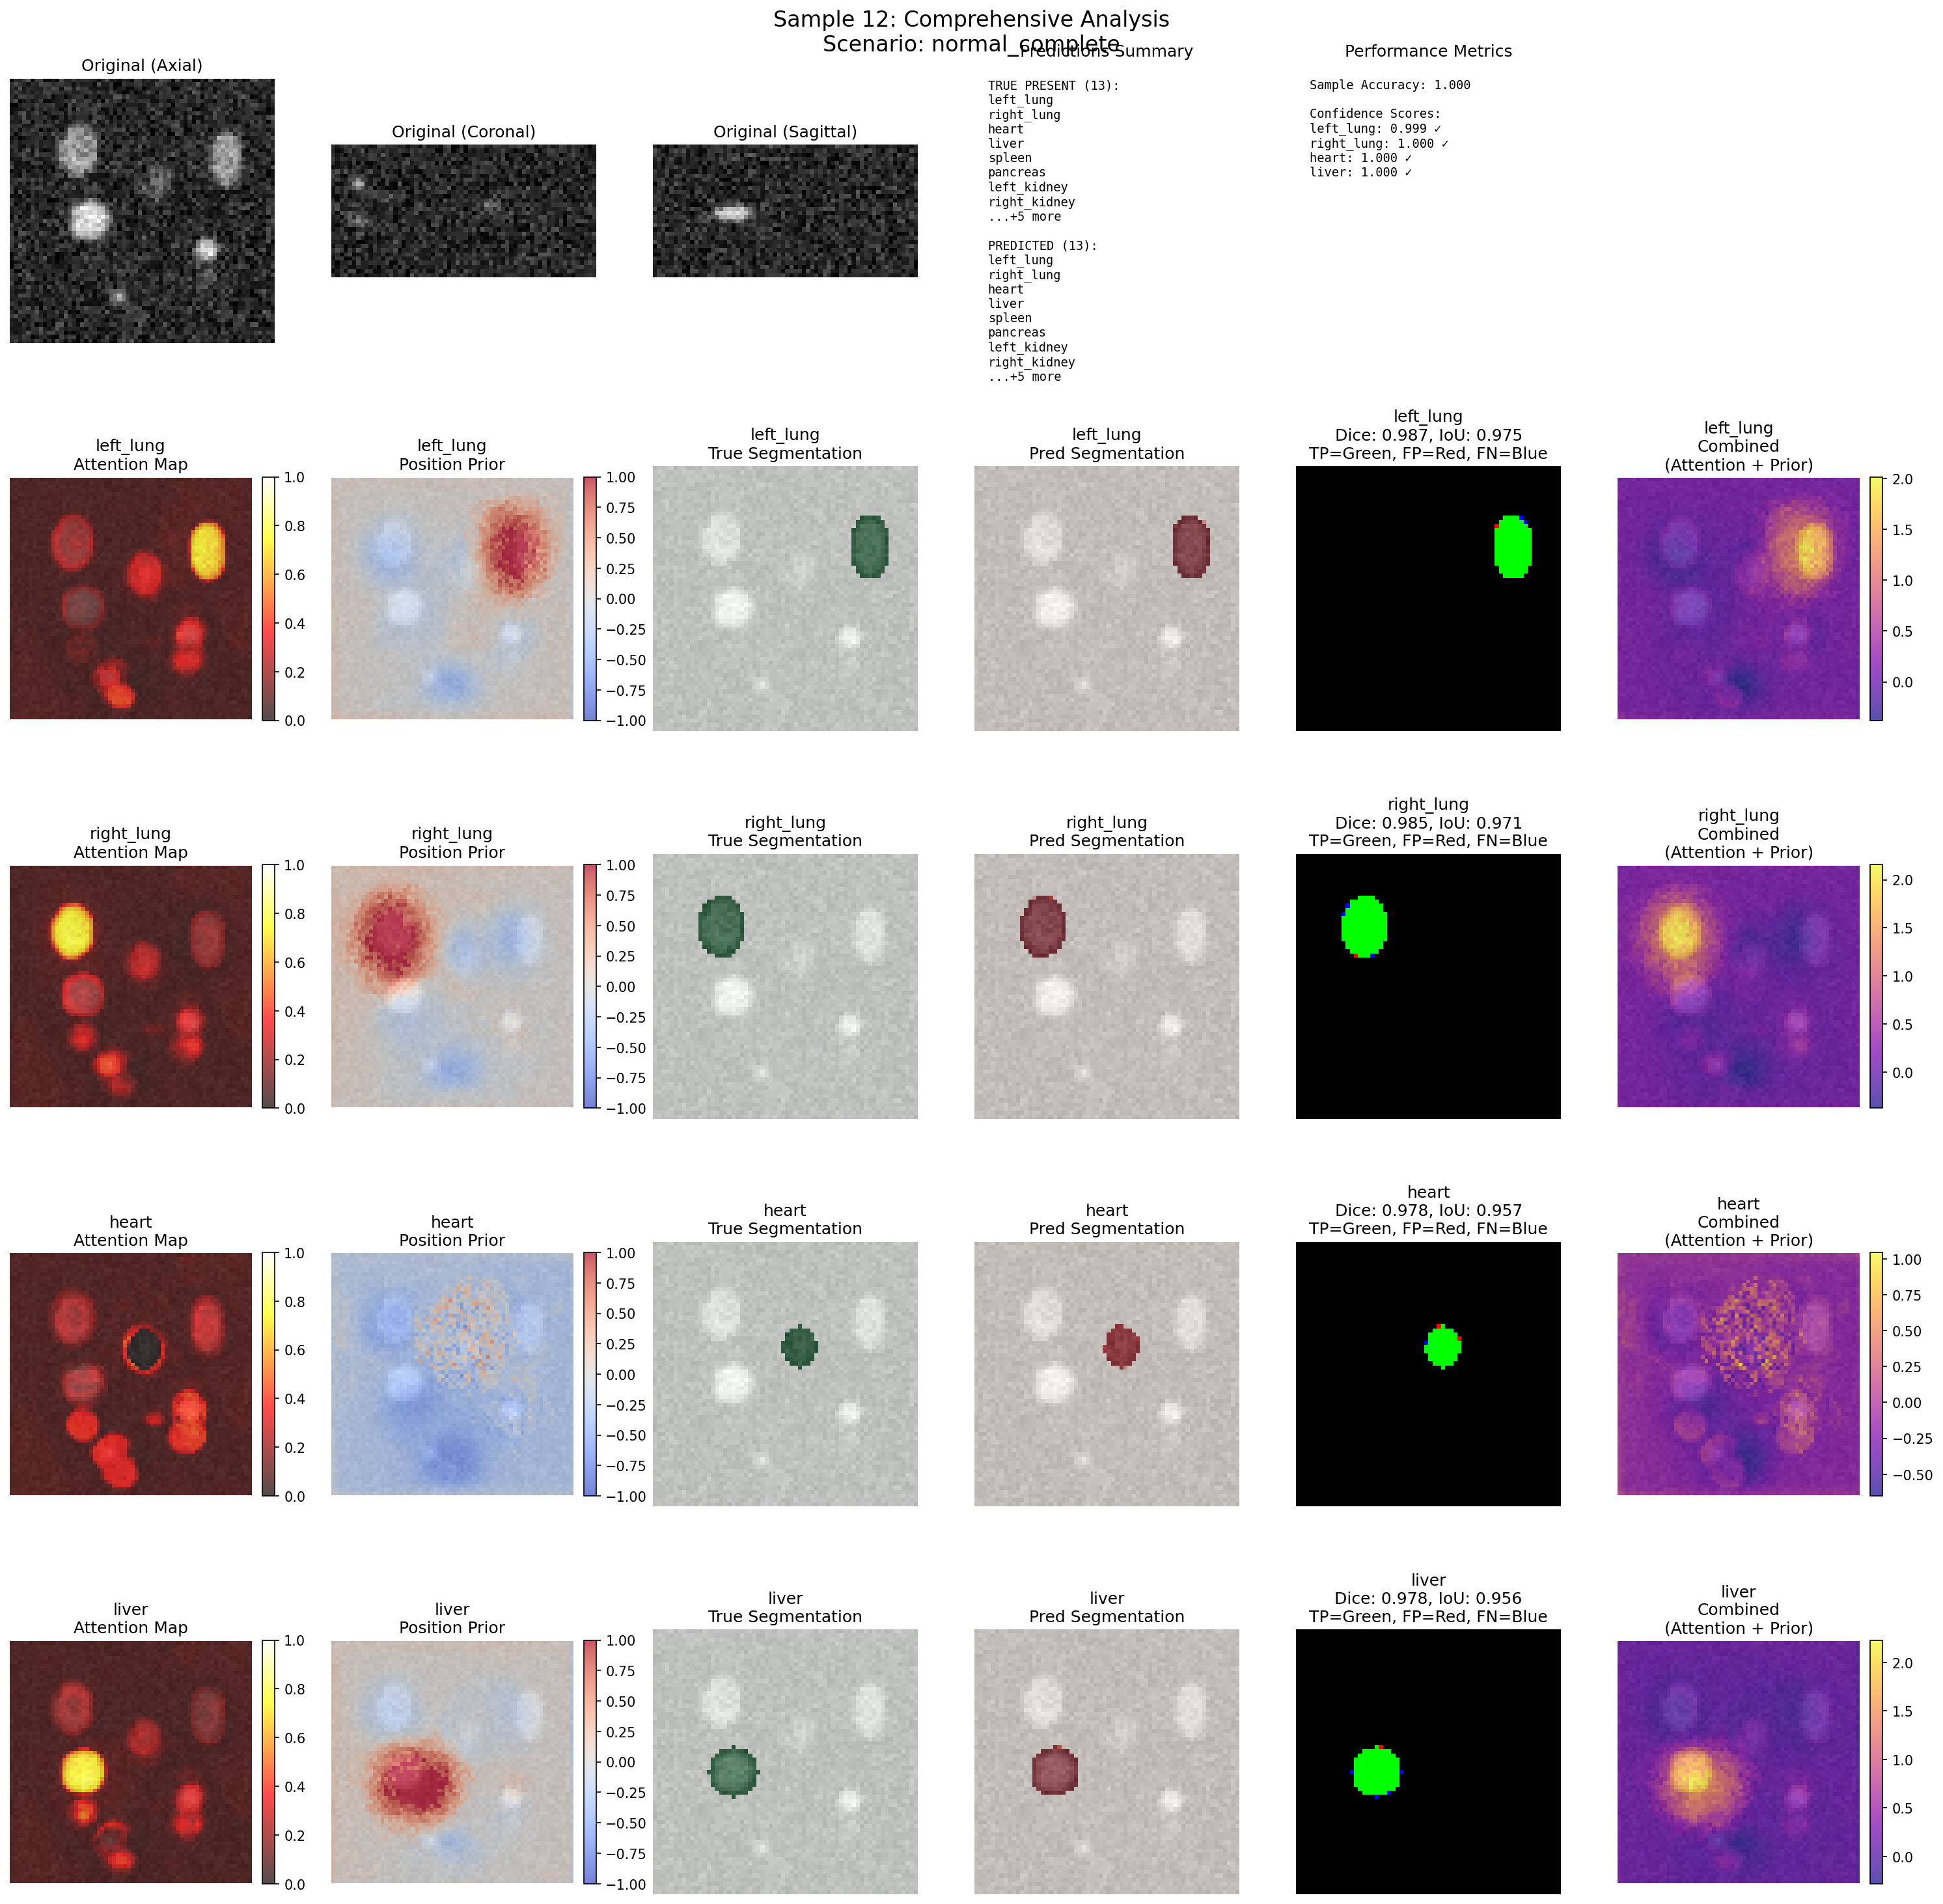 Sample 12: Comprehensive Analysis
Scenario: normal_complete
Original (Axial)
Original (Coronal)
Original (Sagittal)
Predictions Summary
TRUE PRESENT (13):
left_lung
right_lung
heart
liver
spleen
pancreas
left_kidney
right_kidney
...+5 more
PREDICTED (13):
left_lung
right_lung
heart
liver
spleen
pancreas
left_kidney
right_kidney
...+5 more
Performance Metrics
Sample Accuracy: 1.000
Confidence Scores:
left_lung: 0.999 ✓
right_lung: 1.000 ✓
heart: 1.000 ✓
liver: 1.000 ✓
left_lung
Attention Map
1.0
0.8
0.6
0.4
0.2
0.0
left_lung
Position Prior
1.00
0.75
0.50
0.25
0.00
−0.25
−0.50
−0.75
−1.00
left_lung
True Segmentation
left_lung
Pred Segmentation
left_lung
Dice: 0.987, IoU: 0.975
TP=Green, FP=Red, FN=Blue
left_lung
Combined
(Attention + Prior)
2.0
1.5
1.0
0.5
0.0
right_lung
Attention Map
1.0
0.8
0.6
0.4
0.2
0.0
right_lung
Position Prior
1.00
0.75
0.50
0.25
0.00
−0.25
−0.50
−0.75
−1.00
right_lung
True Segmentation
right_lung
Pred Segmentation
right_lung
Dice: 0.985, IoU: 0.971
TP=Green, FP=Red, FN=Blue
right_lung
Combined
(Attention + Prior)
2.0
1.5
1.0
0.5
0.0
heart
Attention Map
1.0
0.8
0.6
0.4
0.2
0.0
heart
Position Prior
1.00
0.75
0.50
0.25
0.00
−0.25
−0.50
−0.75
−1.00
heart
True Segmentation
heart
Pred Segmentation
heart
Dice: 0.978, IoU: 0.957
TP=Green, FP=Red, FN=Blue
heart
Combined
(Attention + Prior)
1.00
0.75
0.50
0.25
0.00
−0.25
−0.50
liver
Attention Map
1.0
0.8
0.6
0.4
0.2
0.0
liver
Position Prior
1.00
0.75
0.50
0.25
0.00
−0.25
−0.50
−0.75
−1.00
liver
True Segmentation
liver
Pred Segmentation
liver
Dice: 0.978, IoU: 0.956
TP=Green, FP=Red, FN=Blue
liver
Combined
(Attention + Prior)
2.0
1.5
1.0
0.5
0.0